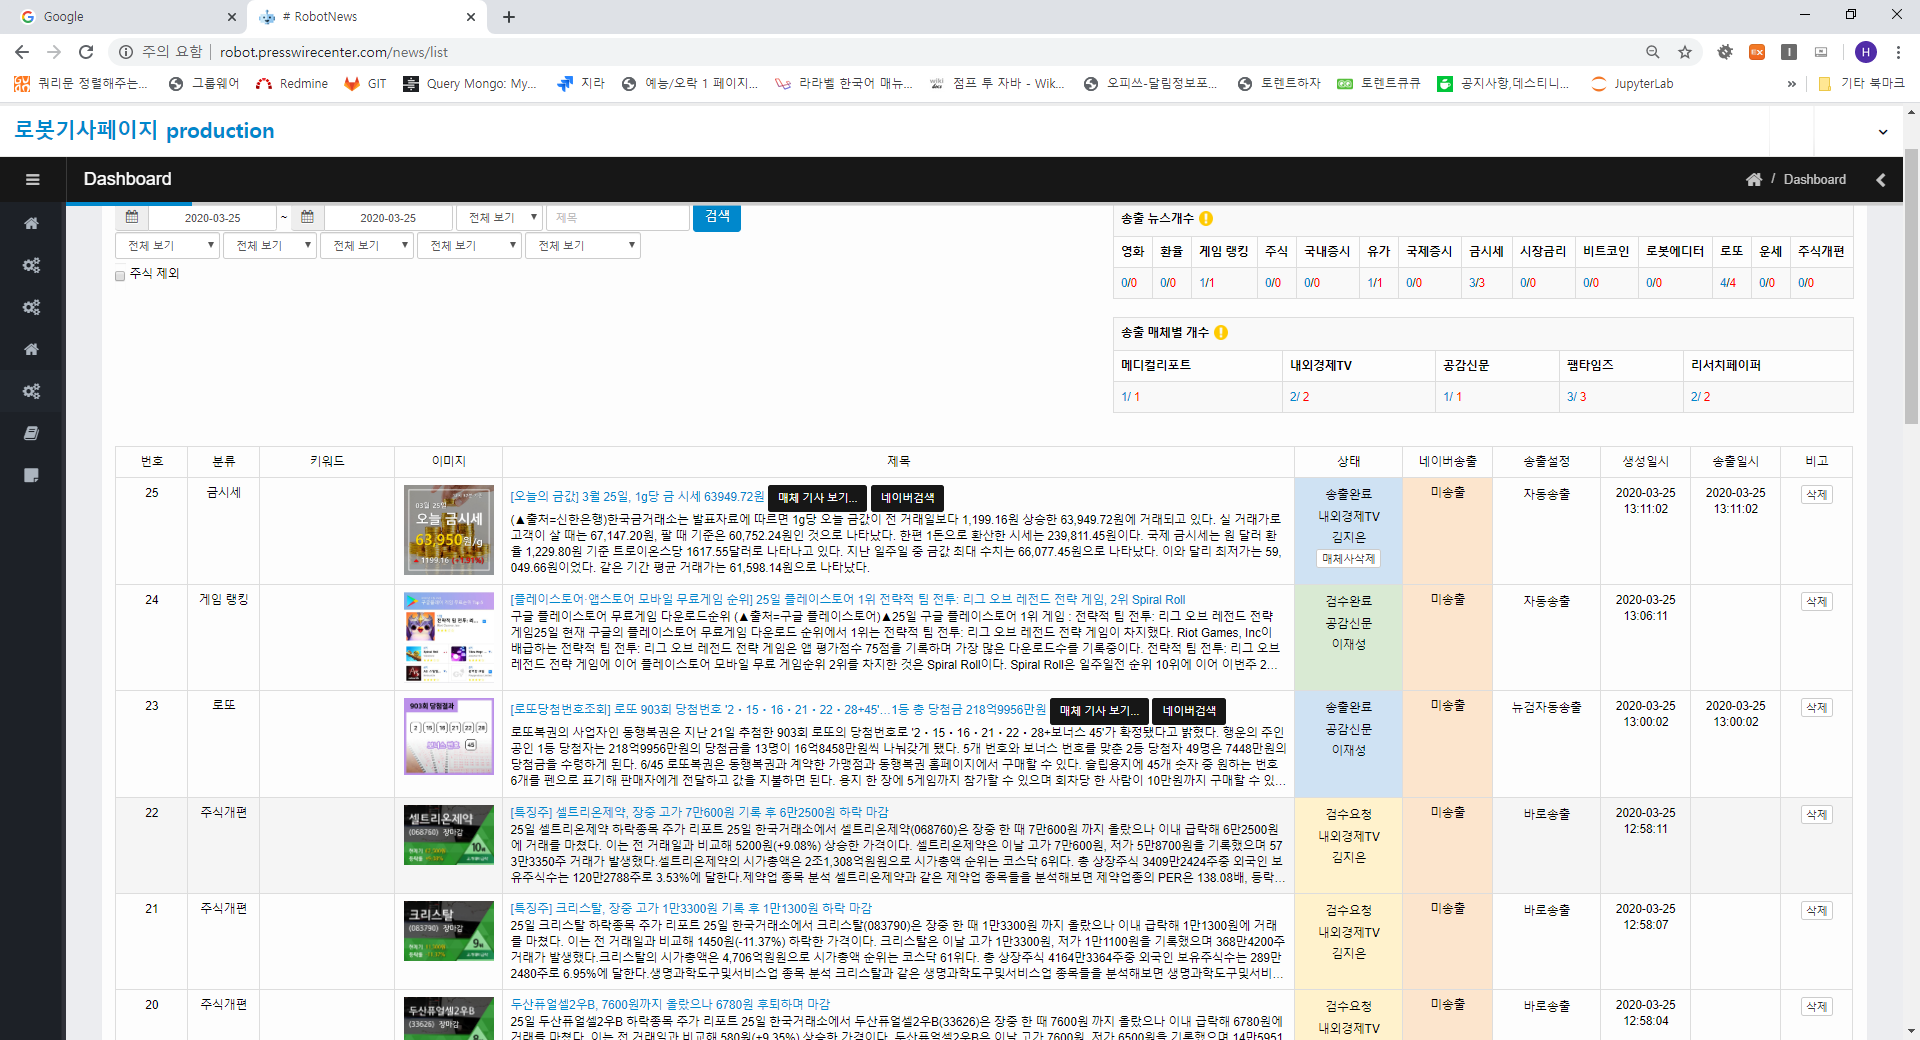 Google
# RobotNews
주의 요함
robot.presswirecenter.com/news/list
쿼리문 정렬해주는...
그룹웨어
Redmine
GIT
Query Mongo: My...
지라
예능/오락 1 페이지...
라라벨 한국어 매뉴...
점프 투 자바 - Wik...
오피쓰-달림정보포...
토렌트하자
토렌트큐큐
공지사항,데스티니...
JupyterLab
»
기타 북마크
로봇기사페이지 production
Dashboard
/ Dashboard
2020-03-25 ~ 2020-03-25 전체 보기 제목 검색
전체 보기 전체 보기 전체 보기 전체 보기 전체 보기
주식 제외
송출 뉴스개수
영화 환율 게임 랭킹 주식 국내증시 유가 국제증시 금시세 시장금리 비트코인 로봇에디터 로또 운세 주식개편
0/0 0/0 1/1 0/0 0/0 1/1 0/0 3/3 0/0 0/0 0/0 4/4 0/0 0/0
송출 매체별 개수
메디컬리포트 내외경제TV 공감신문 팸타임즈 리서치페이퍼
1/ 1 2/ 2 1/ 1 3/ 3 2/ 2
번호 분류 키워드 이미지 제목 상태 네이버송출 송출설정 생성일시 송출일시 비고
25 금시세
03월 25일
오늘 금시세
63,950원/g
▲ 1199.16 (+1.91%)
[오늘의 금값] 3월 25일, 1g당 금 시세 63949.72원 매체 기사 보기... 네이버검색
(▲출처=신한은행)한국금거래소는 발표자료에 따르면 1g당 오늘 금값이 전 거래일보다 1,199.16원 상승한 63,949.72원에 거래되고 있다. 실 거래가로
고객이 살 때는 67,147.20원, 팔 때 기준은 60,752.24원인 것으로 나타났다. 한편 1돈으로 환산한 시세는 239,811.45원이다. 국제 금시세는 원 달러 환
율 1,229.80원 기준 트로이온스당 1617.55달러로 나타나고 있다. 지난 일주일 중 금값 최대 수치는 66,077.45원으로 나타났다. 이와 달리 최저가는 59,
049.66원이었다. 같은 기간 평균 거래가는 61,598.14원으로 나타났다.
송출완료
내외경제TV
김지은
매체사삭제
미송출
자동송출
2020-03-25
13:11:02
2020-03-25
13:11:02
삭제
24 게임 랭킹
전략적 팀 전투: 리...
[플레이스토어·앱스토어 모바일 무료게임 순위] 25일 플레이스토어 1위 전략적 팀 전투: 리그 오브 레전드 전략 게임, 2위 Spiral Roll
구글 플레이스토어 무료게임 다운로드순위 (▲출처=구글 플레이스토어)▲25일 구글 플레이스토어 1위 게임 : 전략적 팀 전투: 리그 오브 레전드 전략
게임25일 현재 구글의 플레이스토어 무료게임 다운로드 순위에서 1위는 전략적 팀 전투: 리그 오브 레전드 전략 게임이 차지했다. Riot Games, Inc이
배급하는 전략적 팀 전투: 리그 오브 레전드 전략 게임은 앱 평가점수 75점을 기록하며 가장 많은 다운로드수를 기록중이다. 전략적 팀 전투: 리그 오브
레전드 전략 게임에 이어 플레이스토어 모바일 무료 게임순위 2위를 차지한 것은 Spiral Roll이다. Spiral Roll은 일주일전 순위 10위에 이어 이번주 2...
검수완료
공감신문
이재성
미송출
자동송출
2020-03-25
13:06:11
삭제
23 로또
903회 당첨결과
2 15 16 21 22 28
보너스 번호 45
[로또당첨번호조회] 로또 903회 당첨번호 '2・15・16・21・22・28+45'...1등 총 당첨금 218억9956만원 매체 기사 보기... 네이버검색
로또복권의 사업자인 동행복권은 지난 21일 추첨한 903회 로또의 당첨번호로 '2・15・16・21・22・28+보너스 45'가 확정됐다고 밝혔다. 행운의 주인
공인 1등 당첨자는 218억9956만원의 당첨금을 13명이 16억8458만원씩 나눠갖게 됐다. 5개 번호와 보너스 번호를 맞춘 2등 당첨자 49명은 7448만원의
당첨금을 수령하게 된다. 6/45 로또복권은 동행복권과 계약한 가맹점과 동행복권 홈페이지에서 구매할 수 있다. 슬립용지에 45개 숫자 중 원하는 번호
6개를 펜으로 표기해 판매자에게 전달하고 값을 지불하면 된다. 용지 한 장에 5게임까지 참가할 수 있으며 회차당 한 사람이 10만원까지 구매할 수 있...
송출완료
공감신문
이재성
미송출
뉴검자동송출
2020-03-25
13:00:02
2020-03-25
13:00:02
삭제
22 주식개편
셀트리온제약
(068760) 장마감
[특징주] 셀트리온제약, 장중 고가 7만600원 기록 후 6만2500원 하락 마감
25일 셀트리온제약 하락종목 주가 리포트 25일 한국거래소에서 셀트리온제약(068760)은 장중 한 때 7만600원 까지 올랐으나 이내 급락해 6만2500원
에 거래를 마쳤다. 이는 전 거래일과 비교해 5200원(+9.08%) 상승한 가격이다. 셀트리온제약은 이날 고가 7만600원, 저가 5만8700원을 기록했으며 57
3만3350주 거래가 발생했다.셀트리온제약의 시가총액은 2조1,308억원원으로 시가총액 순위는 코스닥 6위다. 총 상장주식 3409만2424주중 외국인 보
유주식수는 120만2788주로 3.53%에 달한다.제약업 종목 분석 셀트리온제약과 같은 제약업 종목들을 분석해보면 제약업종의 PER은 138.08배, 등락...
검수요청
내외경제TV
김지은
미송출
바로송출
2020-03-25
12:58:11
삭제
21 주식개편
크리스탈
(083790) 장마감
[특징주] 크리스탈, 장중 고가 1만3300원 기록 후 1만1300원 하락 마감
25일 크리스탈 하락종목 주가 리포트 25일 한국거래소에서 크리스탈(083790)은 장중 한 때 1만3300원 까지 올랐으나 이내 급락해 1만1300원에 거래
를 마쳤다. 이는 전 거래일과 비교해 1450원(-11.37%) 하락한 가격이다. 크리스탈은 이날 고가 1만3300원, 저가 1만1100원을 기록했으며 368만4200주
거래가 발생했다.크리스탈의 시가총액은 4,706억원원으로 시가총액 순위는 코스닥 61위다. 총 상장주식 4164만3364주중 외국인 보유주식수는 289만
2480주로 6.95%에 달한다.생명과학도구및서비스업 종목 분석 크리스탈과 같은 생명과학도구및서비스업 종목들을 분석해보면 생명과학도구및서비...
검수요청
내외경제TV
김지은
미송출
바로송출
2020-03-25
12:58:07
삭제
20 주식개편
두산퓨얼셀2우B
(33626) 장마감
두산퓨얼셀2우B, 7600원까지 올랐으나 6780원 후퇴하며 마감
25일 두산퓨얼셀2우B 하락종목 주가 리포트 25일 한국거래소에서 두산퓨얼셀2우B(33626)은 장중 한 때 7600원 까지 올랐으나 이내 급락해 6780원에
거래를 마쳤다. 이는 전 거래일과 비교해 580원(+9.35%) 상승한 가격이다. 두산퓨얼셀2우B은 이날 고가 7600원, 저가 6500원을 기록했으며 14만5951
검수요청
내외경제TV
미송출
바로송출
2020-03-25
12:58:04
삭제